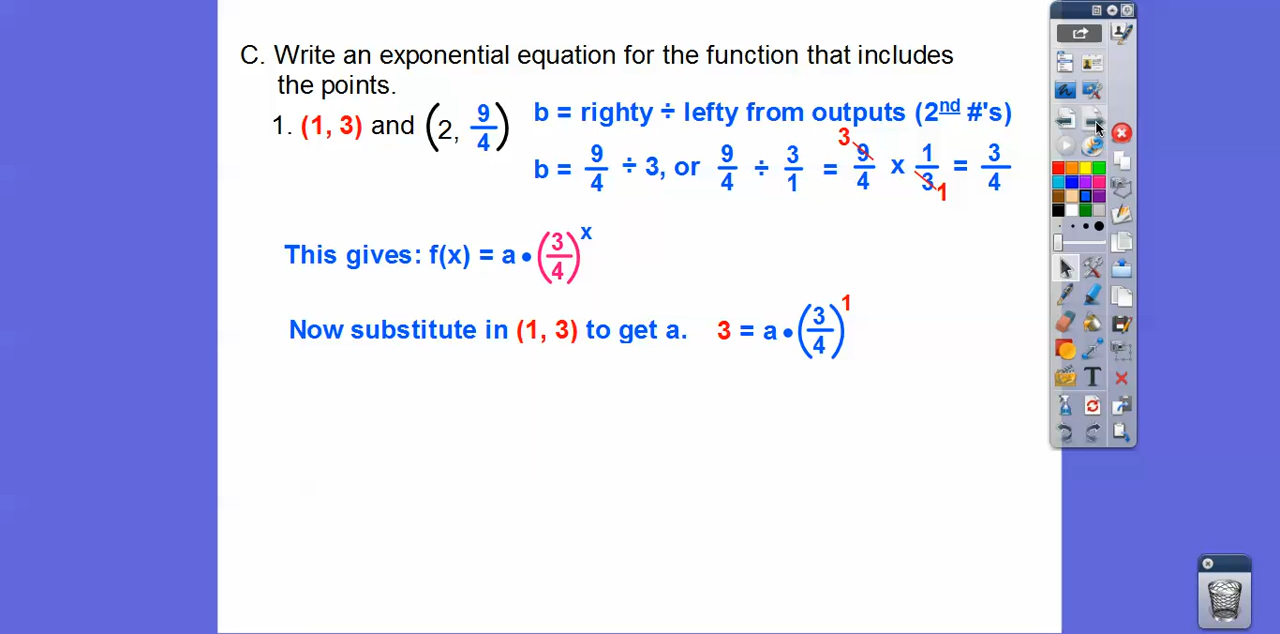 C. Write an exponential equation for the function that includes
the points.
1. (1, 3) and (2, 9/4)
b = righty ÷ lefty from outputs (2nd #'s)
b = 9/4 ÷ 3, or 9/4 ÷ 3/1 = 3 9/4 x 1/3 1 = 3/4
This gives: f(x) = a • (3/4)^x
Now substitute in (1, 3) to get a. 3 = a • (3/4)^1